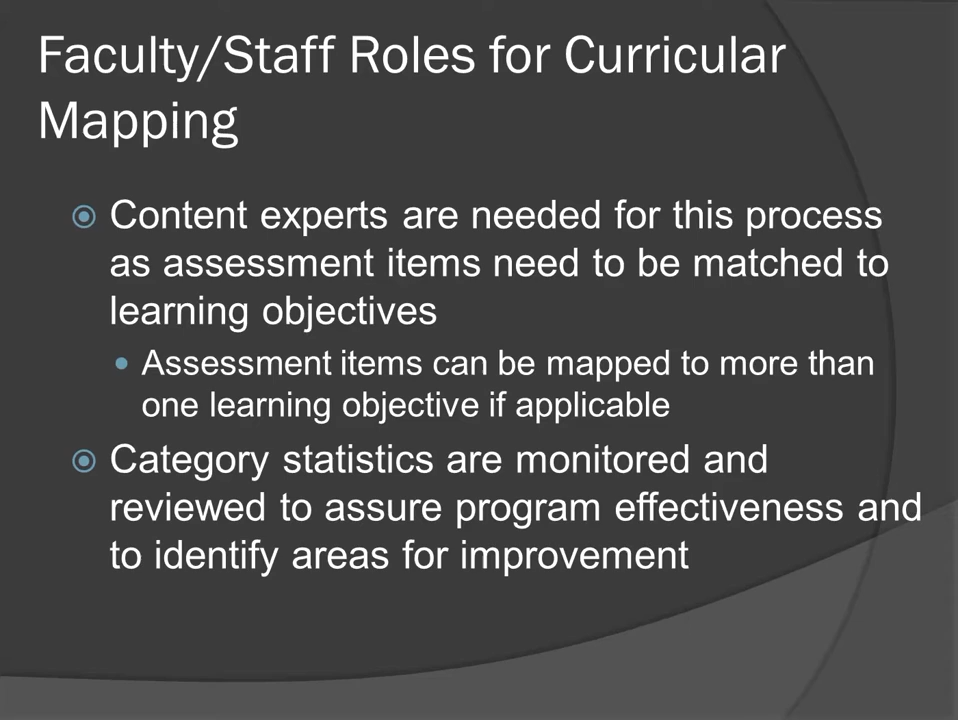 Faculty/Staff Roles for Curricular
Mapping
Content experts are needed for this process
as assessment items need to be matched to
learning objectives
Assessment items can be mapped to more than
one learning objective if applicable
Category statistics are monitored and
reviewed to assure program effectiveness and
to identify areas for improvement